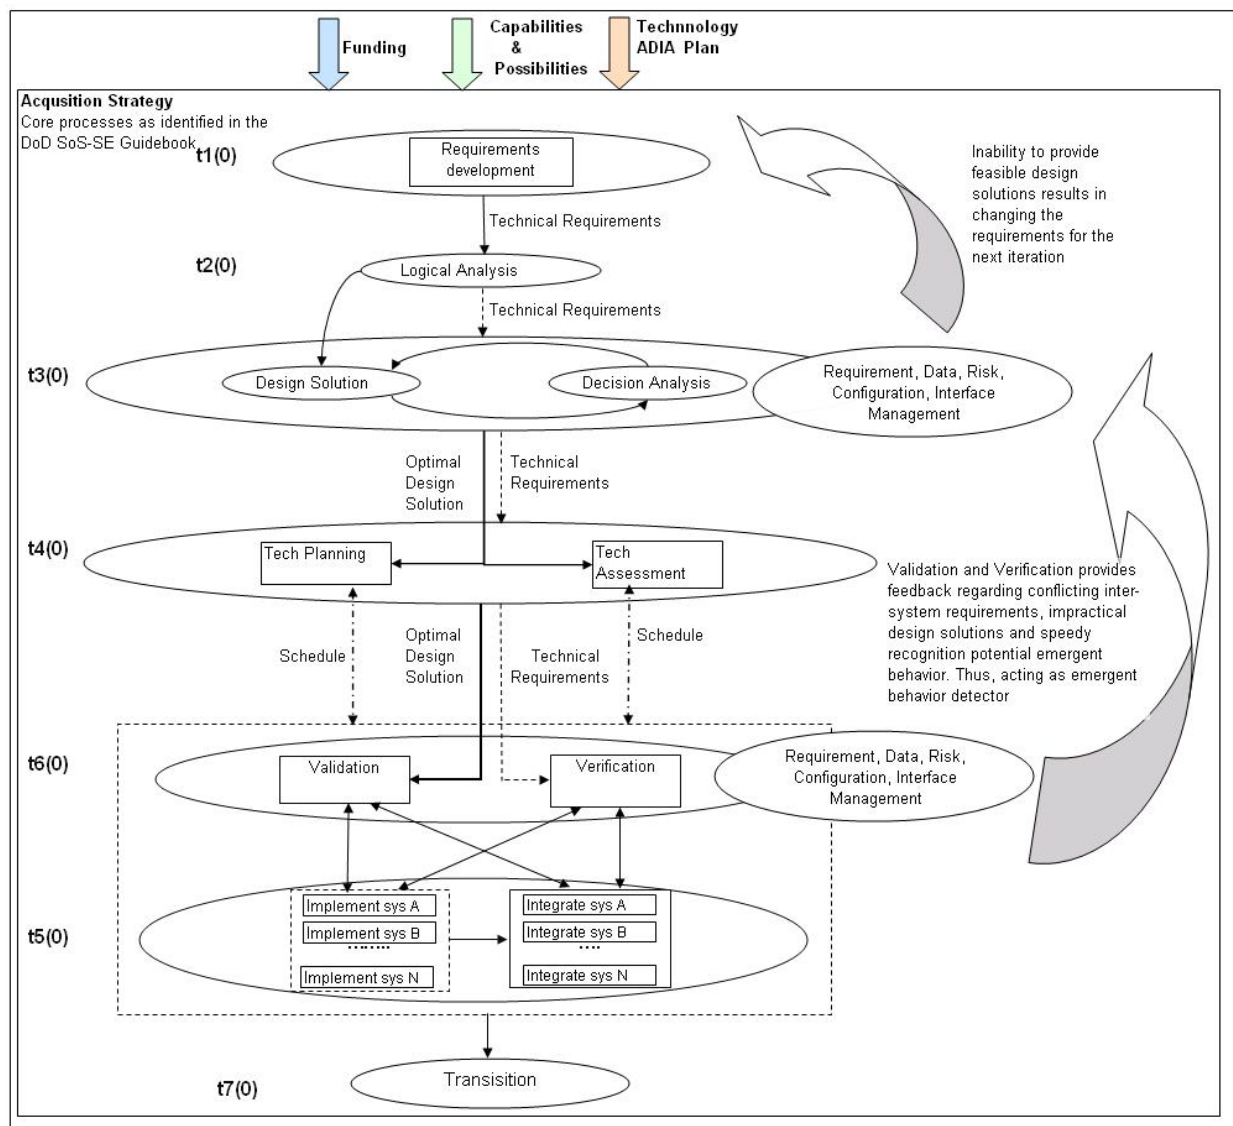 Funding
Capabilities
&
Possibilities
Technnology
ADIA Plan
Acqusition Strategy
Core processes as identified in the
DoD SoS-SE Guidebook
t1(0)
Requirements
development
Inability to provide
feasible design
solutions results in
changing the
requirements for the
next iteration
Technical Requirements
t2(0)
Logical Analysis
Technical Requirements
t3(0)
Design Solution
Decision Analysis
Requirement, Data, Risk,
Configuration, Interface
Management
Optimal
Design
Solution
Technical
Requirements
t4(0)
Tech Planning
Tech
Assessment
Validation and Verification provides
feedback regarding conflicting inter-
system requirements, impractical
design solutions and speedy
recognition potential emergent
behavior. Thus, acting as emergent
behavior detector
Schedule
Optimal
Design
Solution
Technical
Requirements
Schedule
t6(0)
Validation
Verification
Requirement, Data, Risk,
Configuration, Interface
Management
t5(0)
Implement sys A
Implement sys B
........
Implement sys N
Integrate sys A
Integrate sys B
....
Integrate sys N
t7(0)
Transisition